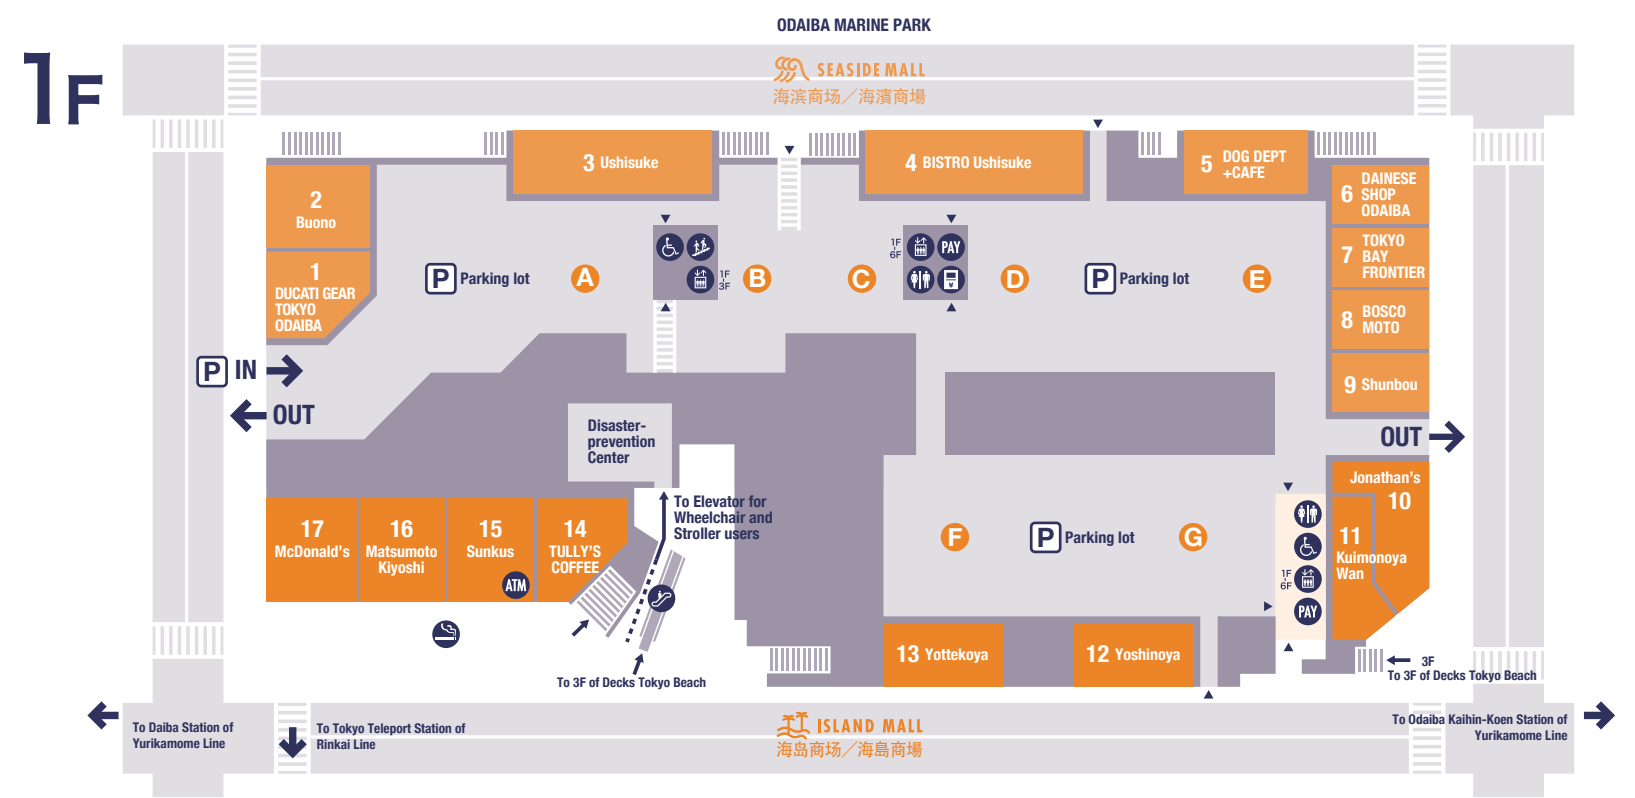 ODAIBA MARINE PARK
1F
SEASIDE MALL
海滨商场／海濱商場
3 Ushisuke
4 BISTRO Ushisuke
5 DOG DEPT
+CAFE
2
Buono
6 DAINESE
SHOP
ODAIBA
1
DUCATI GEAR
TOKYO
ODAIBA
7 TOKYO
BAY
FRONTIER
P Parking lot
A
1F
-3F
B
C
1F
-6F
PAY
D
P Parking lot
E
8 BOSCO
MOTO
9 Shunbou
P IN
OUT
OUT
Disaster-
prevention
Center
To Elevator for
Wheelchair and
Stroller users
17
McDonald's
16
Matsumoto
Kiyoshi
15
Sunkus
ATM
14
TULLY'S
COFFEE
F
P Parking lot
G
1F
-6F
PAY
Jonathan's
10
11
Kuimonoya
Wan
13 Yottekoya
12 Yoshinoya
To 3F of Decks Tokyo Beach
3F
To 3F of Decks Tokyo Beach
To Daiba Station of
Yurikamome Line
To Tokyo Teleport Station of
Rinkai Line
ISLAND MALL
海岛商场／海島商場
To Odaiba Kaihin-Koen Station of
Yurikamome Line